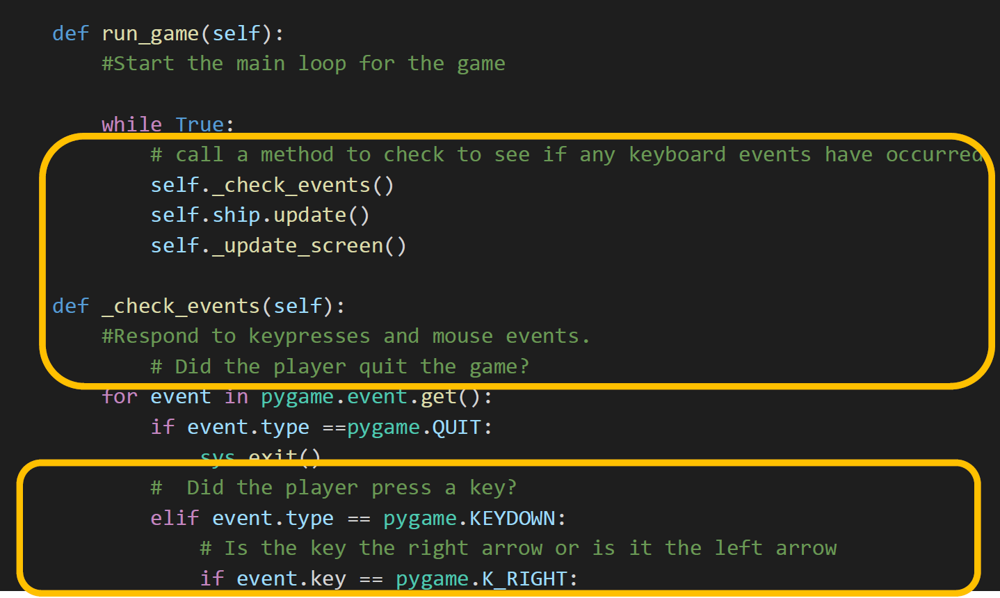 def run_game(self):
#Start the main loop for the game
while True:
# call a method to check to see if any keyboard events have occurred
self._check_events()
self.ship.update()
self._update_screen()
def _check_events(self):
#Respond to keypresses and mouse events.
# Did the player quit the game?
for event in pygame.event.get():
if event.type ==pygame.QUIT:
sys.exit()
#  Did the player press a key?
elif event.type == pygame.KEYDOWN:
# Is the key the right arrow or is it the left arrow
if event.key == pygame.K_RIGHT: